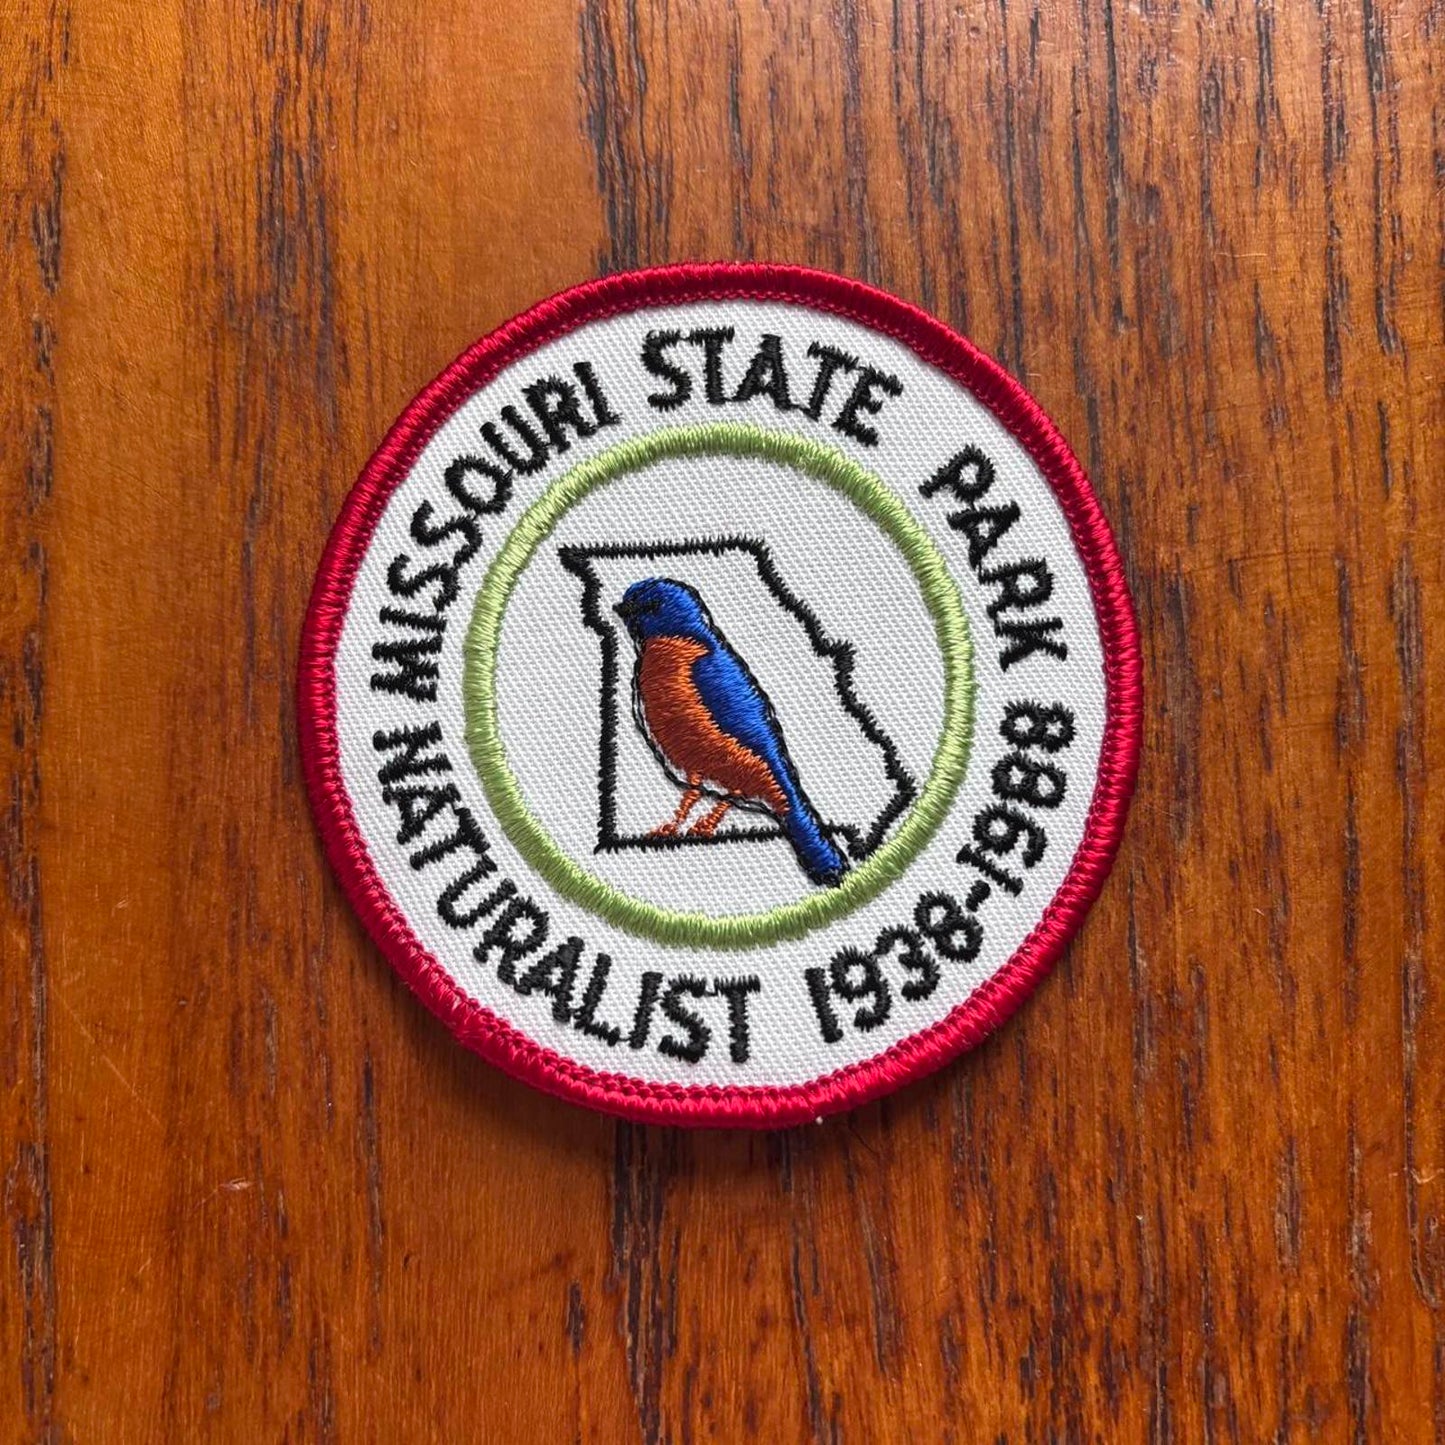 MISSOURI STATE PARK
NATURALIST 1938-1988